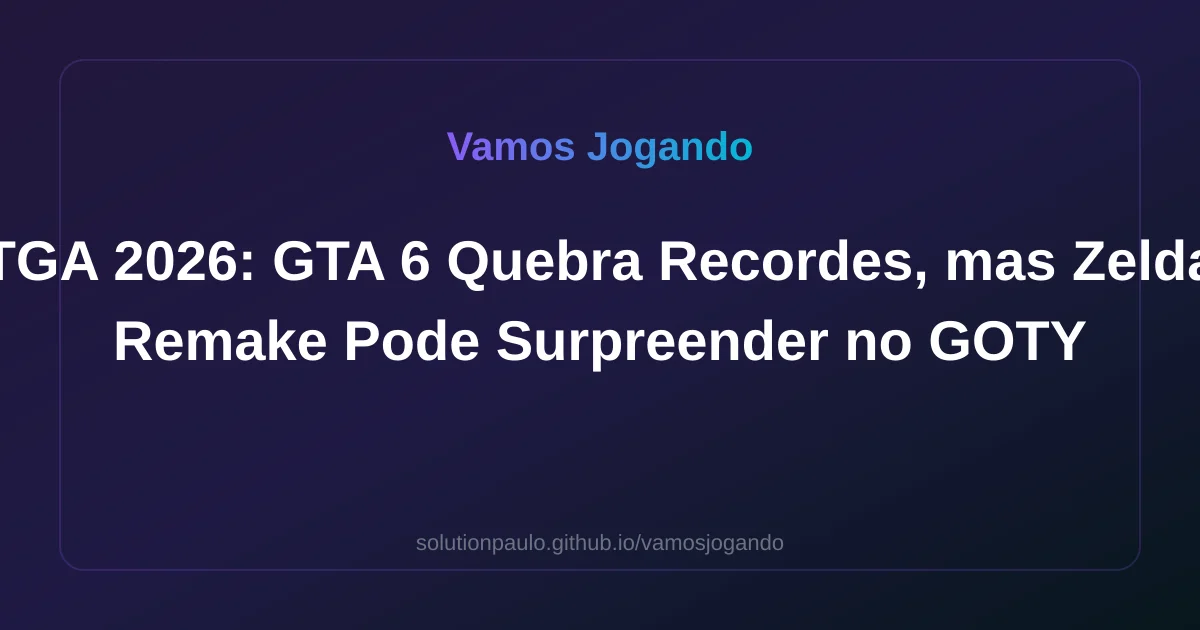 Vamos Jogando
TGA 2026: GTA 6 Quebra Recordes, mas Zelda
Remake Pode Surpreender no GOTY
solutionpaulo.github.io/vamosjogando